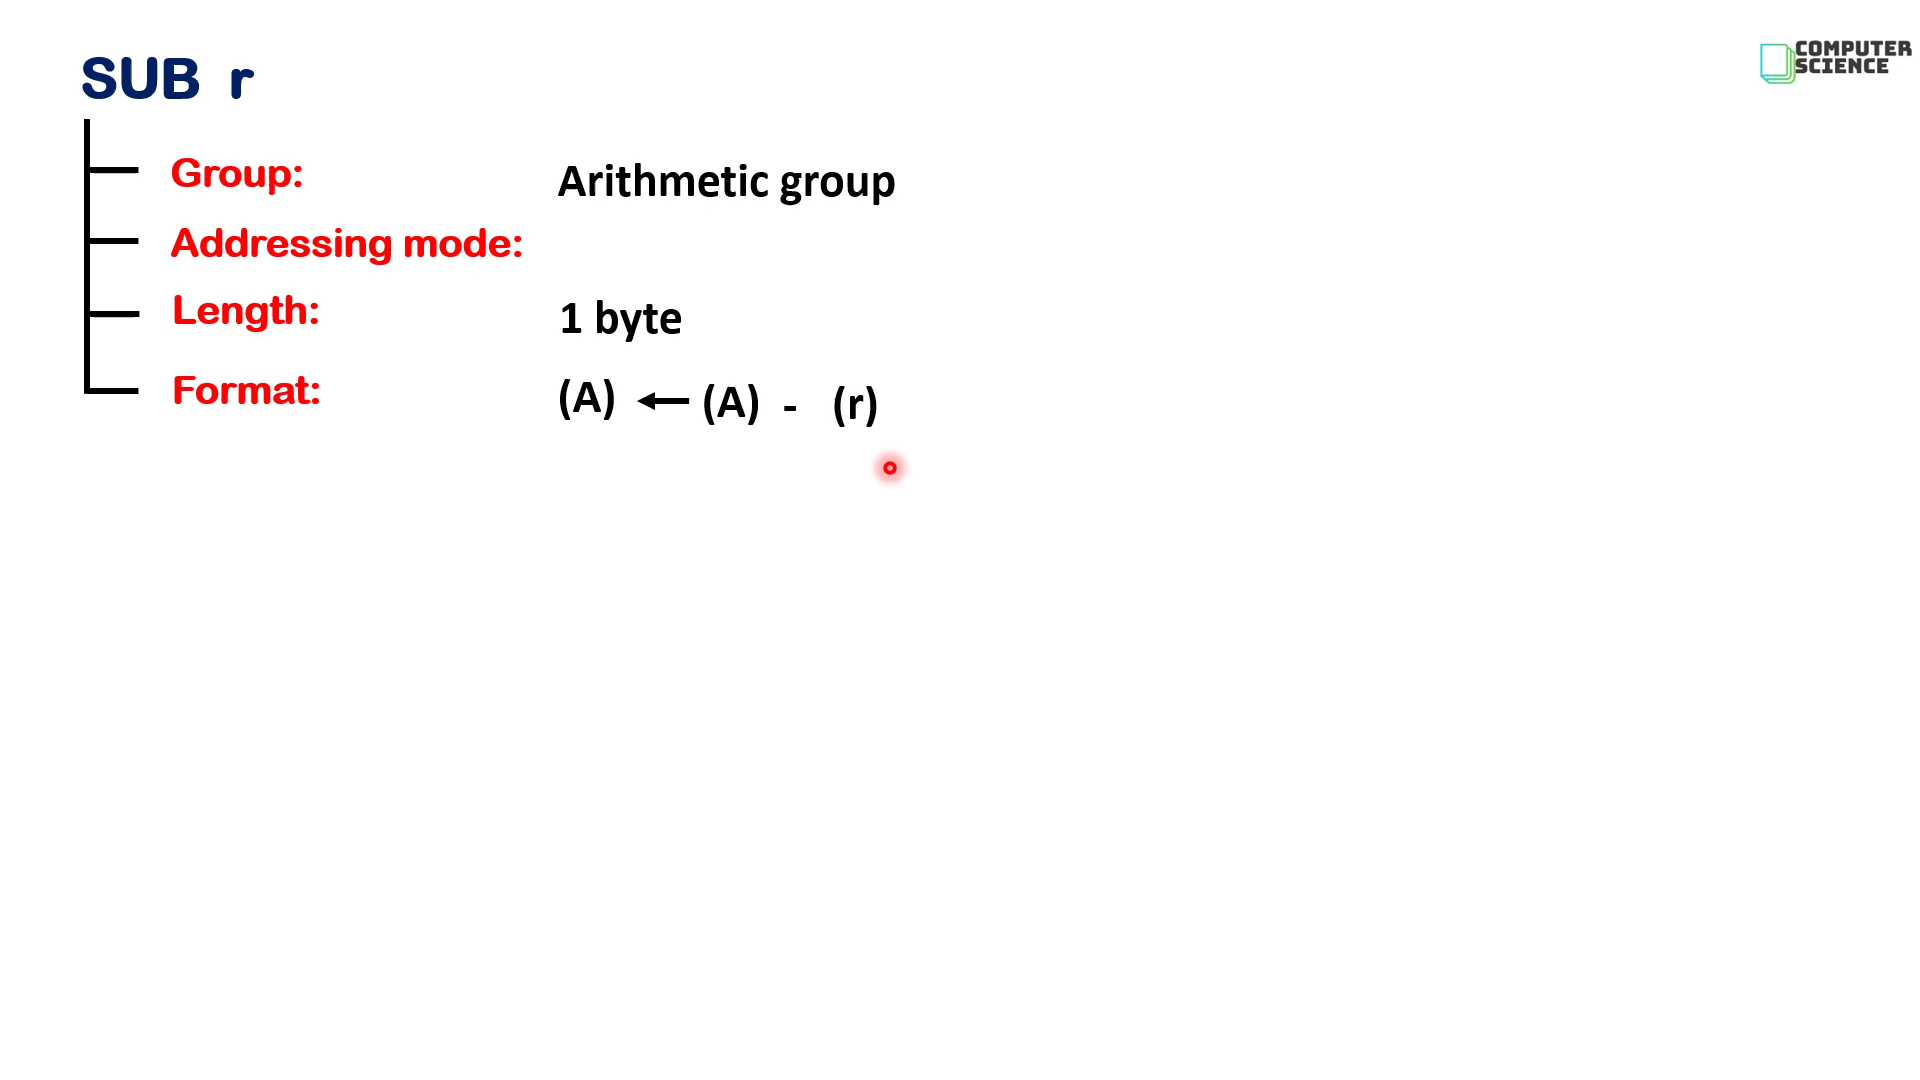 SUB r
COMPUTER
SCIENCE
Group: Arithmetic group
Addressing mode:
Length: 1 byte
Format: (A) ← (A) - (r)